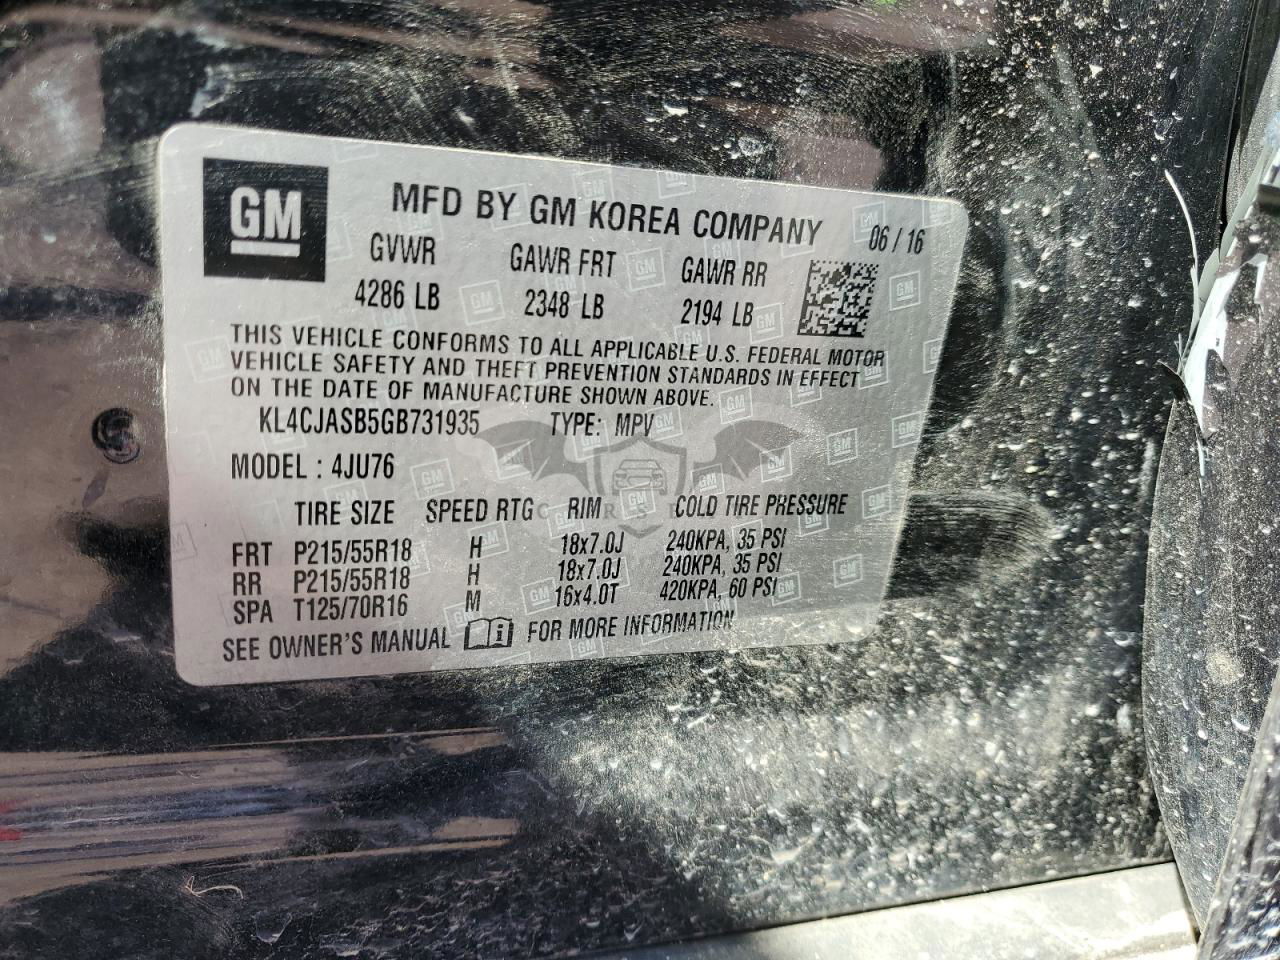 GM
MFD BY GM KOREA COMPANY 06 / 16
GVWR GAWR FRT GAWR RR
4286 LB 2348 LB 2194 LB
THIS VEHICLE CONFORMS TO ALL APPLICABLE U.S. FEDERAL MOTOR
VEHICLE SAFETY AND THEFT PREVENTION STANDARDS IN EFFECT
ON THE DATE OF MANUFACTURE SHOWN ABOVE.
KL4CJASB5GB731935 TYPE: MPV
MODEL : 4JU76
TIRE SIZE SPEED RTG RIM COLD TIRE PRESSURE
FRT P215/55R18 H 18x7.0J 240KPA, 35 PSI
RR P215/55R18 H 18x7.0J 240KPA, 35 PSI
SPA T125/70R16 M 16x4.0T 420KPA, 60 PSI
SEE OWNER'S MANUAL FOR MORE INFORMATION